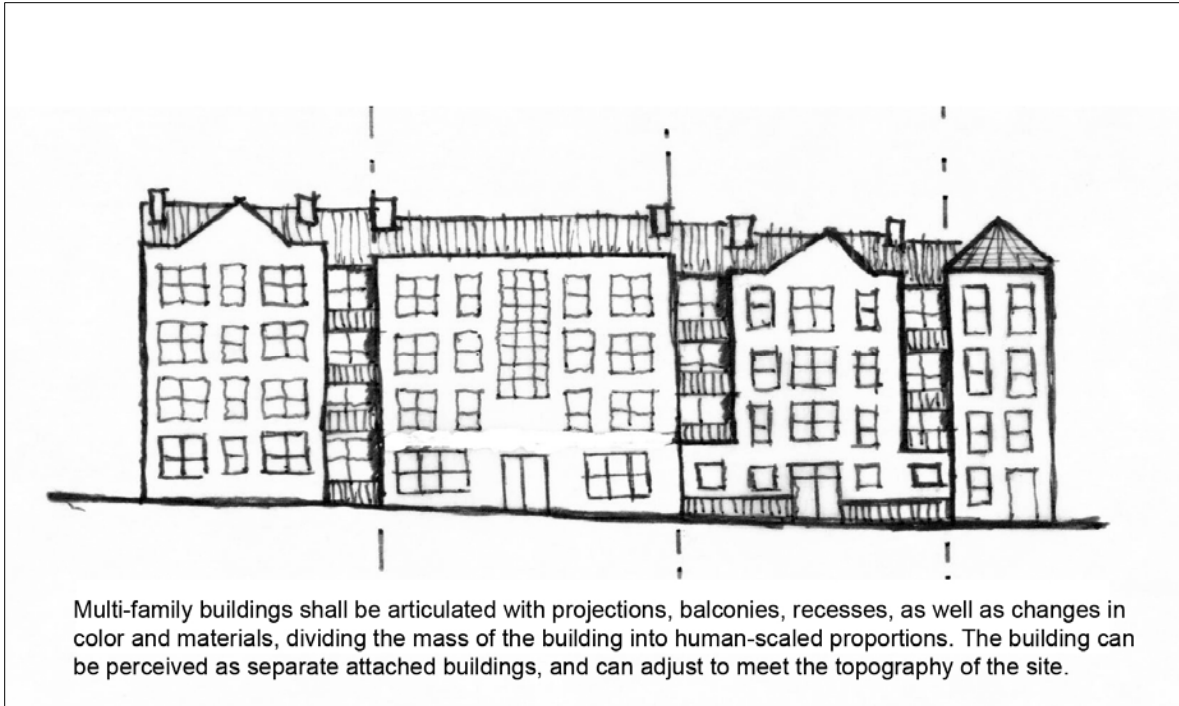 Multi-family buildings shall be articulated with projections, balconies, recesses, as well as changes in
color and materials, dividing the mass of the building into human-scaled proportions. The building can
be perceived as separate attached buildings, and can adjust to meet the topography of the site.